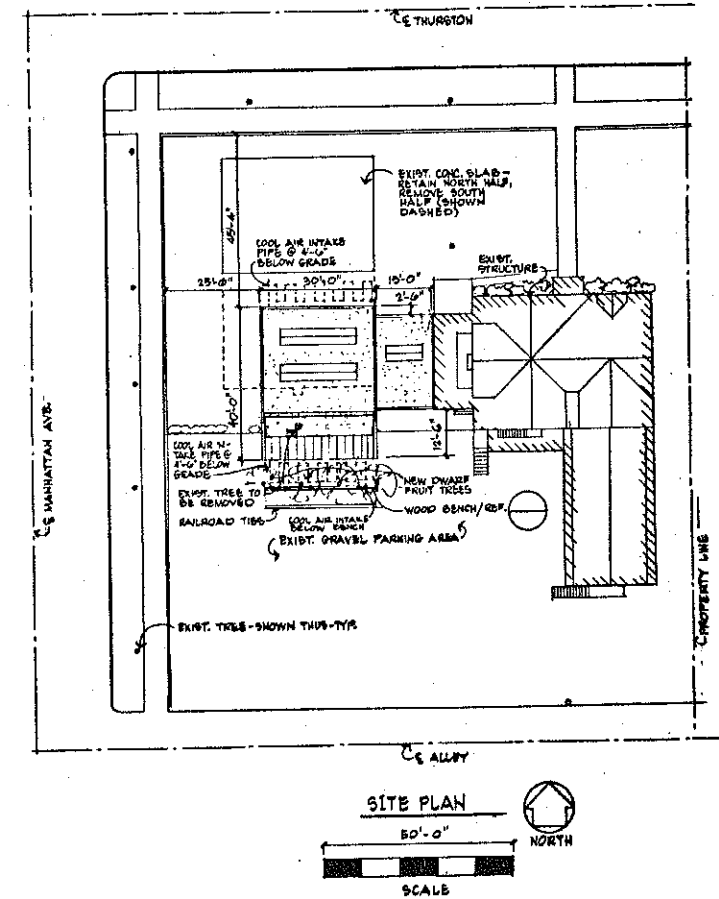 ℄ THURSTON
EXIST. CONC. SLAB -
RETAIN NORTH HALF,
REMOVE SOUTH
HALF (SHOWN
DASHED)
45'-4"
COOL AIR INTAKE
PIPE @ 4'-6"
BELOW GRADE
EXIST.
STRUCTURE
25'-0"
30'-0"
15'-0"
2'-6"
40'-0"
12'-6"
℄ MANHATTAN AVE.
COOL AIR IN-
TAKE PIPE @
4'-6" BELOW
GRADE
EXIST. TREE TO
BE REMOVED
RAILROAD TIES
COOL AIR INTAKE
BELOW BENCH
NEW DWARF
FRUIT TREES
WOOD BENCH/REF.
EXIST. GRAVEL PARKING AREA
PROPERTY LINE
EXIST. TREE - SHOWN THUS - TYP.
℄ ALLEY
SITE PLAN
NORTH
50'-0"
SCALE